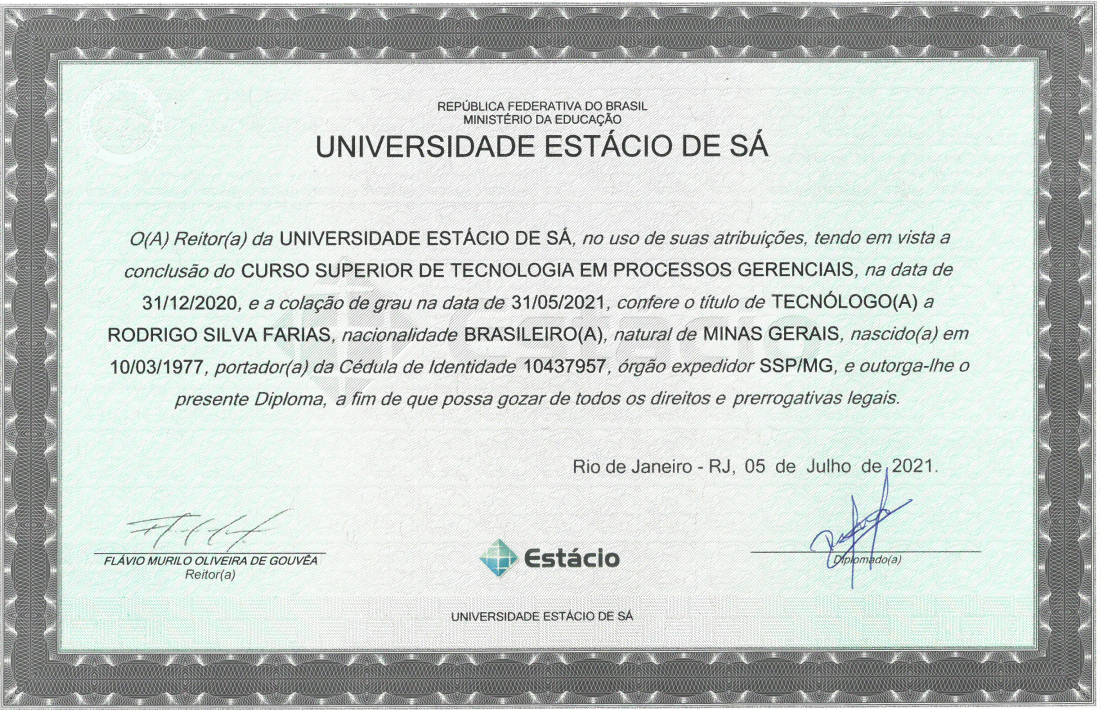 REPÚBLICA FEDERATIVA DO BRASIL
MINISTÉRIO DA EDUCAÇÃO
UNIVERSIDADE ESTÁCIO DE SÁ
O(A) Reitor(a) da UNIVERSIDADE ESTÁCIO DE SÁ, no uso de suas atribuições, tendo em vista a
conclusão do CURSO SUPERIOR DE TECNOLOGIA EM PROCESSOS GERENCIAIS, na data de
31/12/2020, e a colação de grau na data de 31/05/2021, confere o título de TECNÓLOGO(A) a
RODRIGO SILVA FARIAS, nacionalidade BRASILEIRO(A), natural de MINAS GERAIS, nascido(a) em
10/03/1977, portador(a) da Cédula de Identidade 10437957, órgão expedidor SSP/MG, e outorga-lhe o
presente Diploma, a fim de que possa gozar de todos os direitos e prerrogativas legais.
Rio de Janeiro - RJ, 05 de Julho de 2021.
FLÁVIO MURILO OLIVEIRA DE GOUVÊA
Reitor(a)
Estácio
Diplomado(a)
UNIVERSIDADE ESTÁCIO DE SÁ